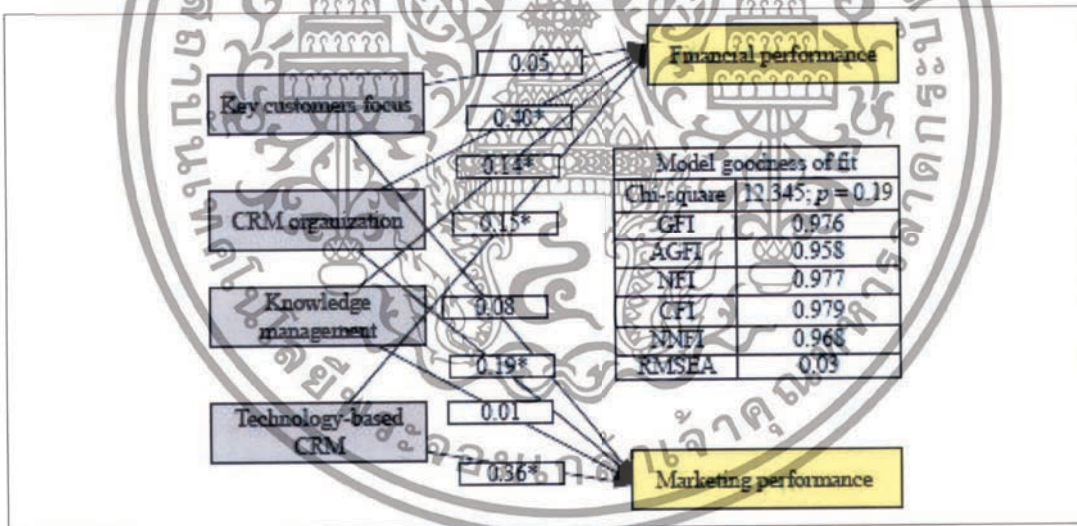 Key customers focus
CRM organization
Knowledge
management
Technology-based
CRM
0.05
0.40*
0.14*
0.15*
0.08
0.19*
0.01
0.36*
Financial performance
Marketing performance
Model goodness of fit
Chi-square 12.345; p = 0.19
GFI 0.976
AGFI 0.958
NFI 0.977
CFI 0.979
NNFI 0.968
RMSEA 0.03